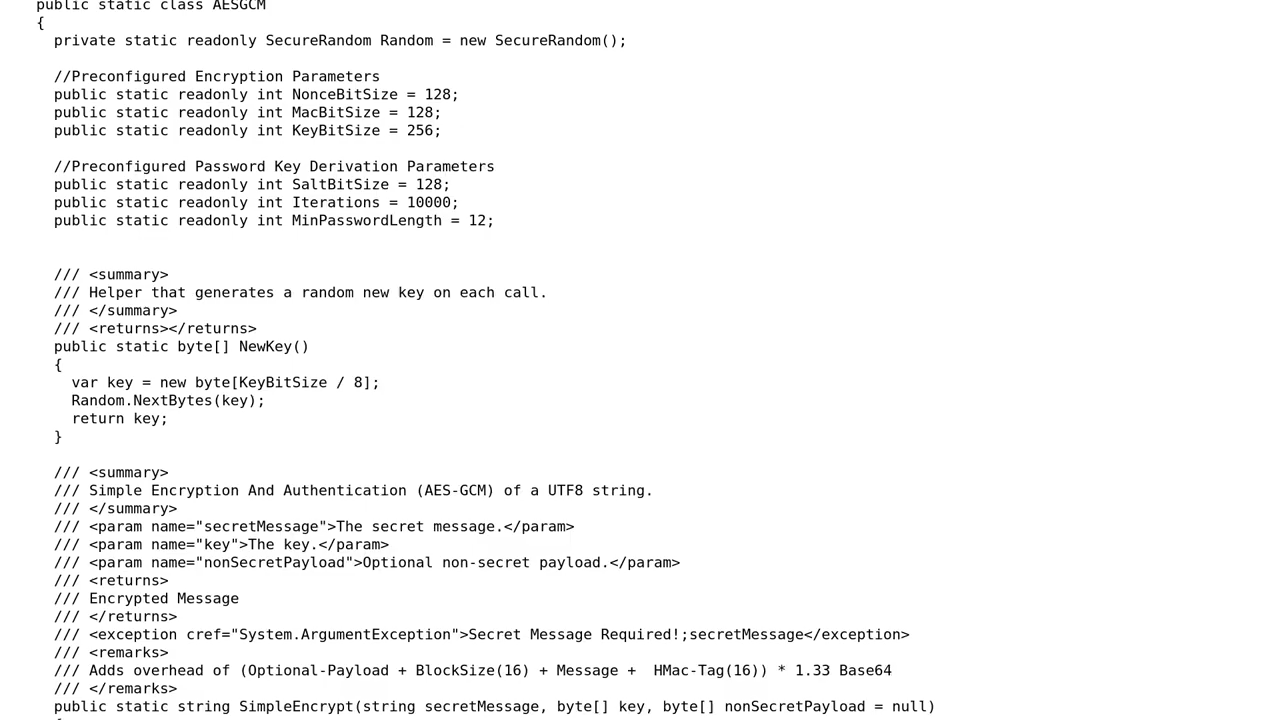 public static class AESGCM
{
private static readonly SecureRandom Random = new SecureRandom();
//Preconfigured Encryption Parameters
public static readonly int NonceBitSize = 128;
public static readonly int MacBitSize = 128;
public static readonly int KeyBitSize = 256;
//Preconfigured Password Key Derivation Parameters
public static readonly int SaltBitSize = 128;
public static readonly int Iterations = 10000;
public static readonly int MinPasswordLength = 12;
/// <summary>
/// Helper that generates a random new key on each call.
/// </summary>
/// <returns></returns>
public static byte[] NewKey()
{
var key = new byte[KeyBitSize / 8];
Random.NextBytes(key);
return key;
}
/// <summary>
/// Simple Encryption And Authentication (AES-GCM) of a UTF8 string.
/// </summary>
/// <param name="secretMessage">The secret message.</param>
/// <param name="key">The key.</param>
/// <param name="nonSecretPayload">Optional non-secret payload.</param>
/// <returns>
/// Encrypted Message
/// </returns>
/// <exception cref="System.ArgumentException">Secret Message Required!;secretMessage</exception>
/// <remarks>
/// Adds overhead of (Optional-Payload + BlockSize(16) + Message +  HMac-Tag(16)) * 1.33 Base64
/// </remarks>
public static string SimpleEncrypt(string secretMessage, byte[] key, byte[] nonSecretPayload = null)
{